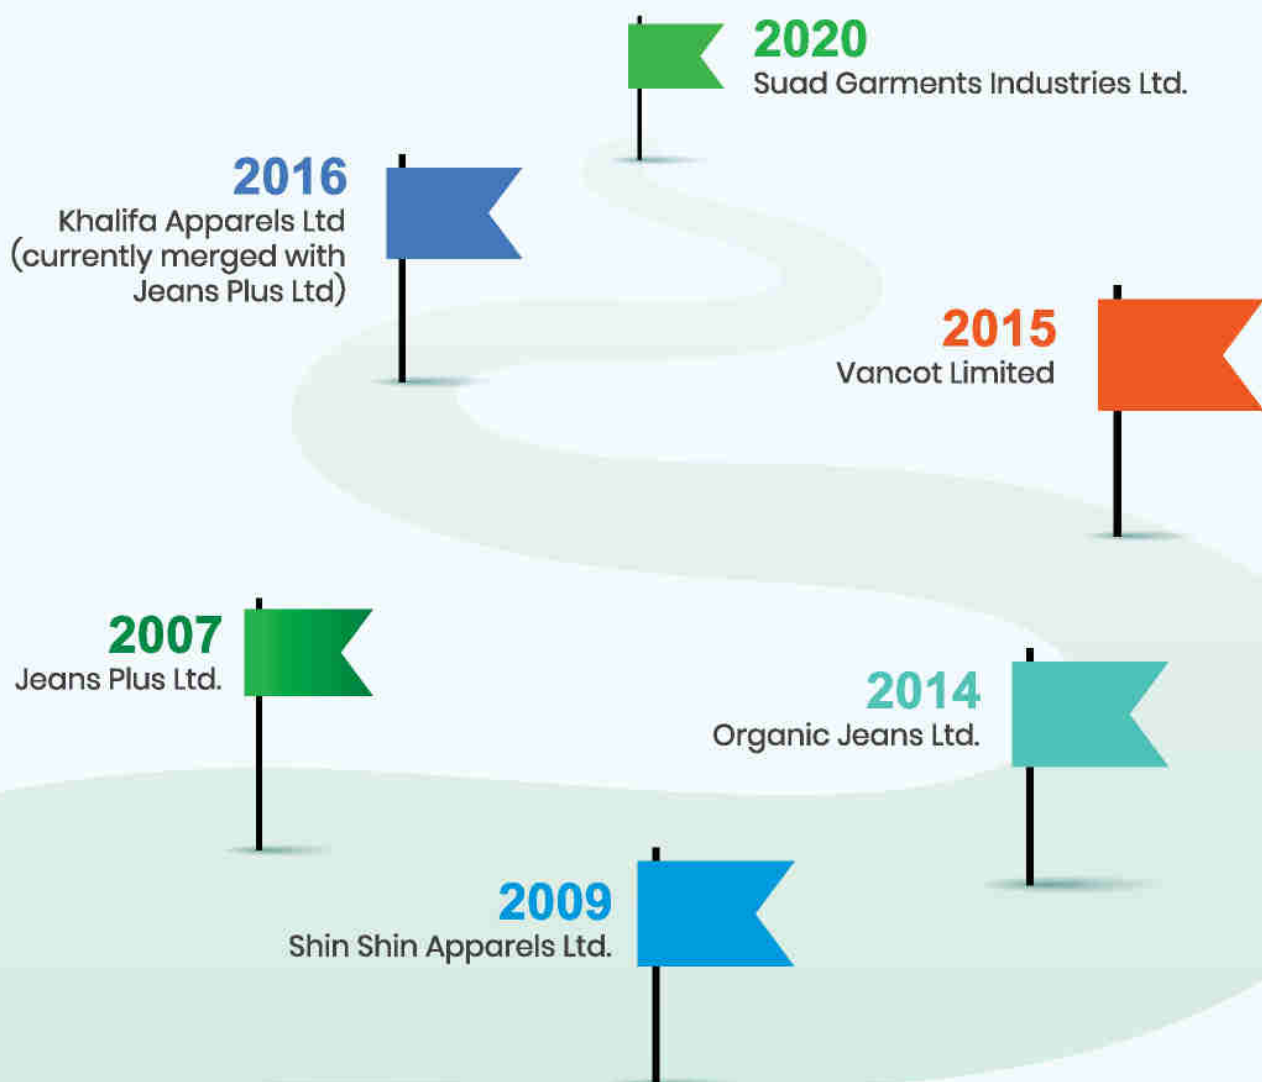 2020
Suad Garments Industries Ltd.
2016
Khalifa Apparels Ltd
(currently merged with
Jeans Plus Ltd)
2015
Vancot Limited
2007
Jeans Plus Ltd.
2014
Organic Jeans Ltd.
2009
Shin Shin Apparels Ltd.